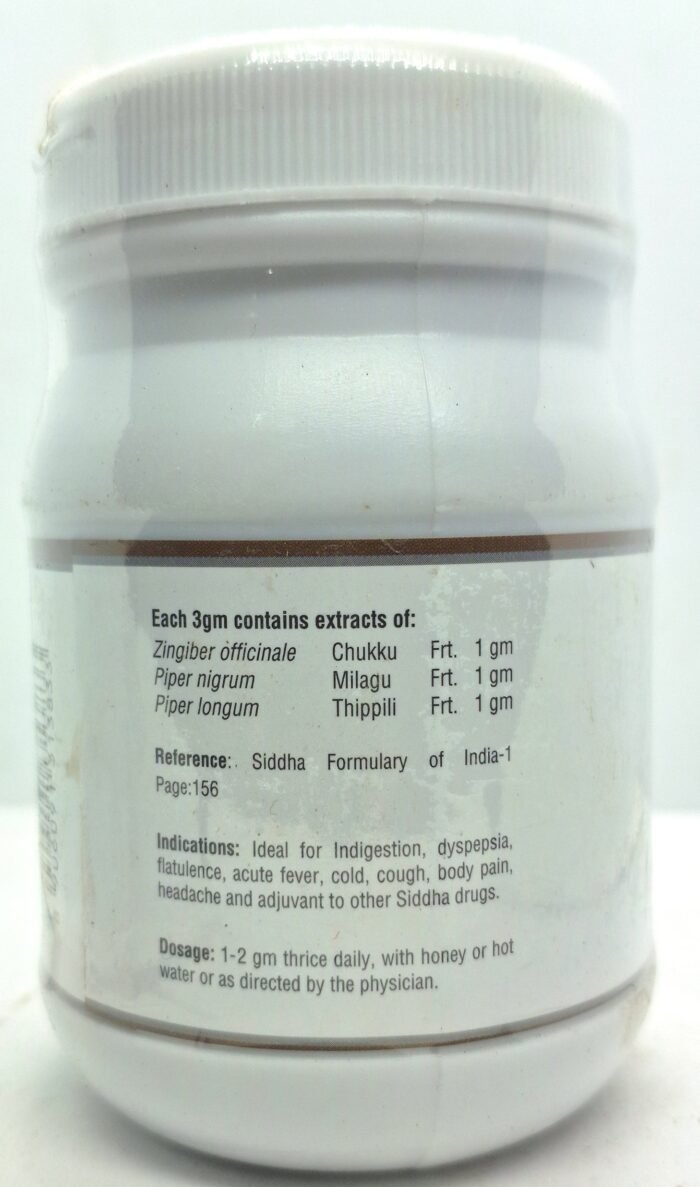 Each 3gm contains extracts of:
Zingiber officinale Chukku Frt. 1 gm
Piper nigrum Milagu Frt. 1 gm
Piper longum Thippili Frt. 1 gm
Reference: Siddha Formulary of India-1
Page:156
Indications: Ideal for Indigestion, dyspepsia,
flatulence, acute fever, cold, cough, body pain,
headache and adjuvant to other Siddha drugs.
Dosage: 1-2 gm thrice daily, with honey or hot
water or as directed by the physician.